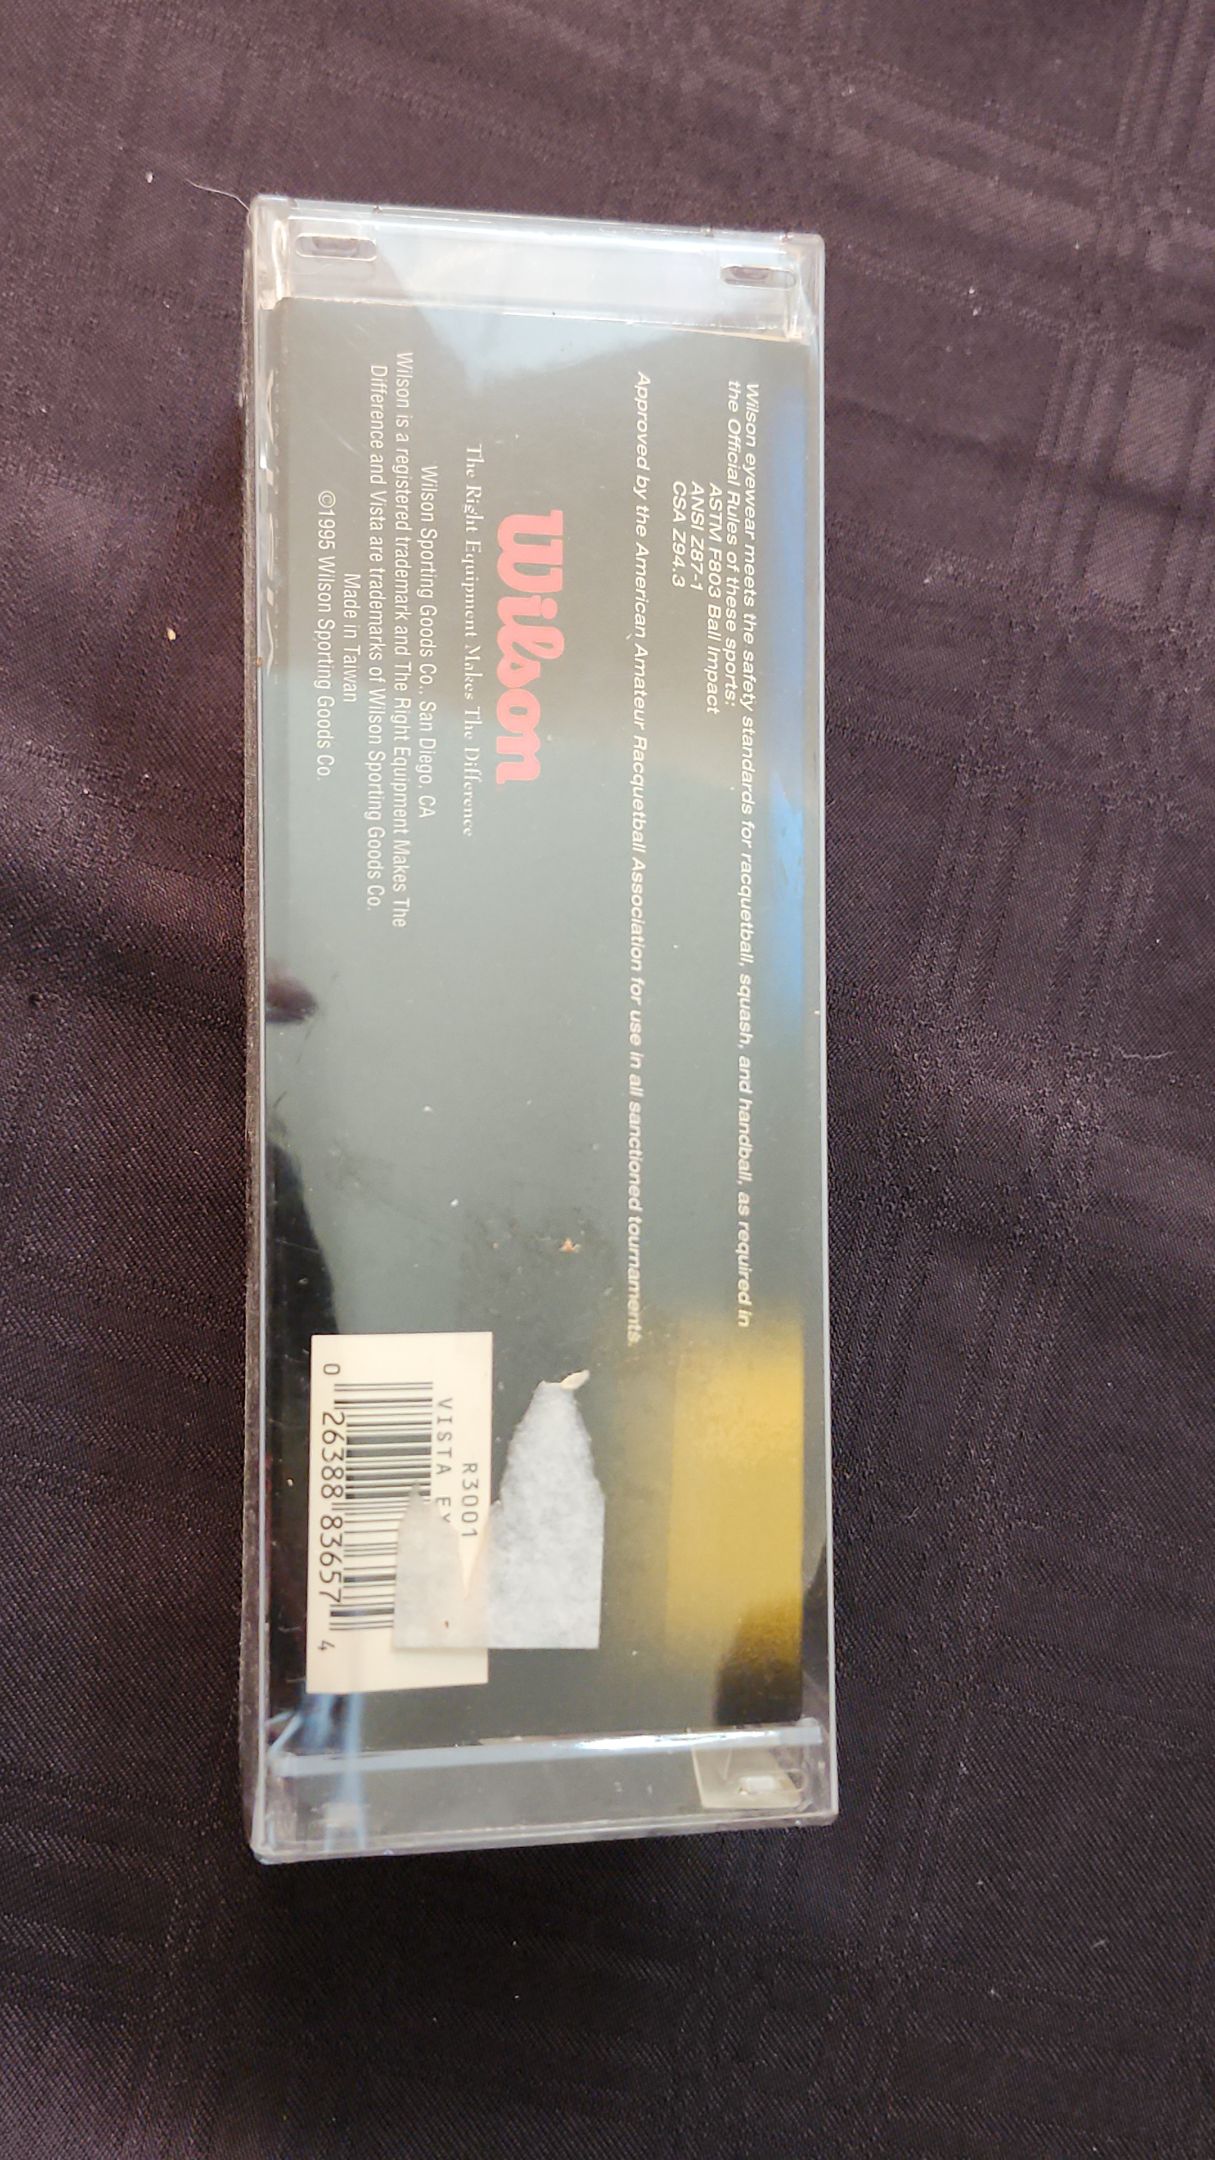 Wilson eyewear meets the safety standards for racquetball, squash, and handball, as required in
the Official Rules of these sports:
ASTM F803 Ball Impact
ANSI Z87-1
CSA Z94.3
Approved by the American Amateur Racquetball Association for use in all sanctioned tournaments.
Wilson
The Right Equipment Makes The Difference
Wilson Sporting Goods Co., San Diego, CA
Wilson is a registered trademark and The Right Equipment Makes The
Difference and Vista are trademarks of Wilson Sporting Goods Co.
Made in Taiwan
©1995 Wilson Sporting Goods Co.
R3001
VISTA
0 26388 83657 4